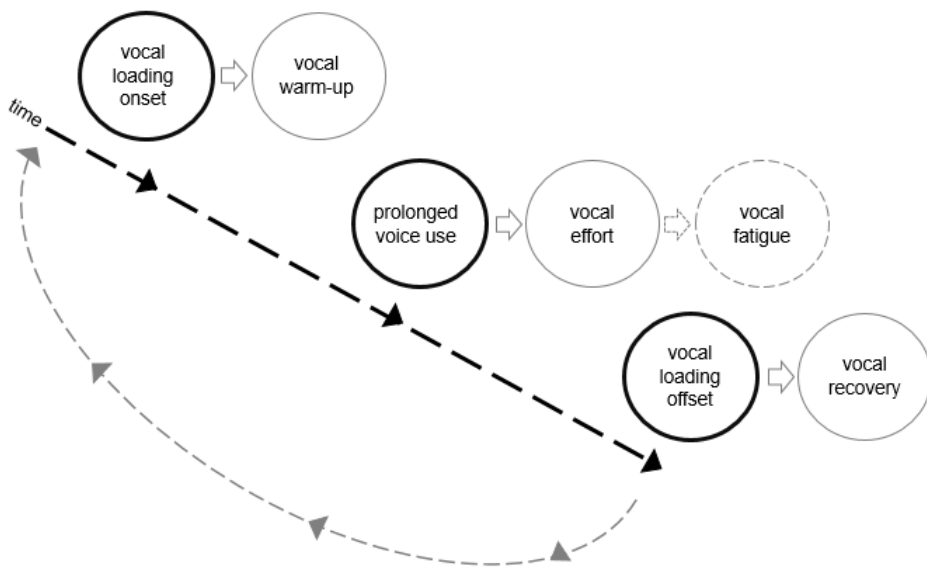 vocal
loading
onset
vocal
warm-up
time
prolonged
voice use
vocal
effort
vocal
fatigue
vocal
loading
offset
vocal
recovery